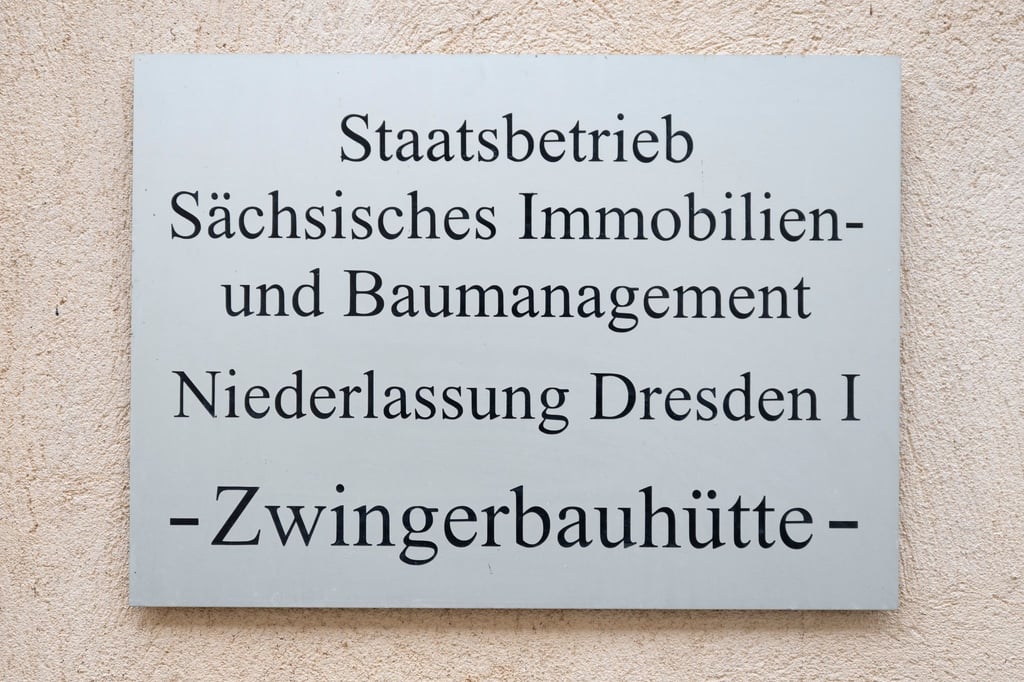 Staatsbetrieb
Sächsisches Immobilien-
und Baumanagement
Niederlassung Dresden I
- Zwingerbauhütte -